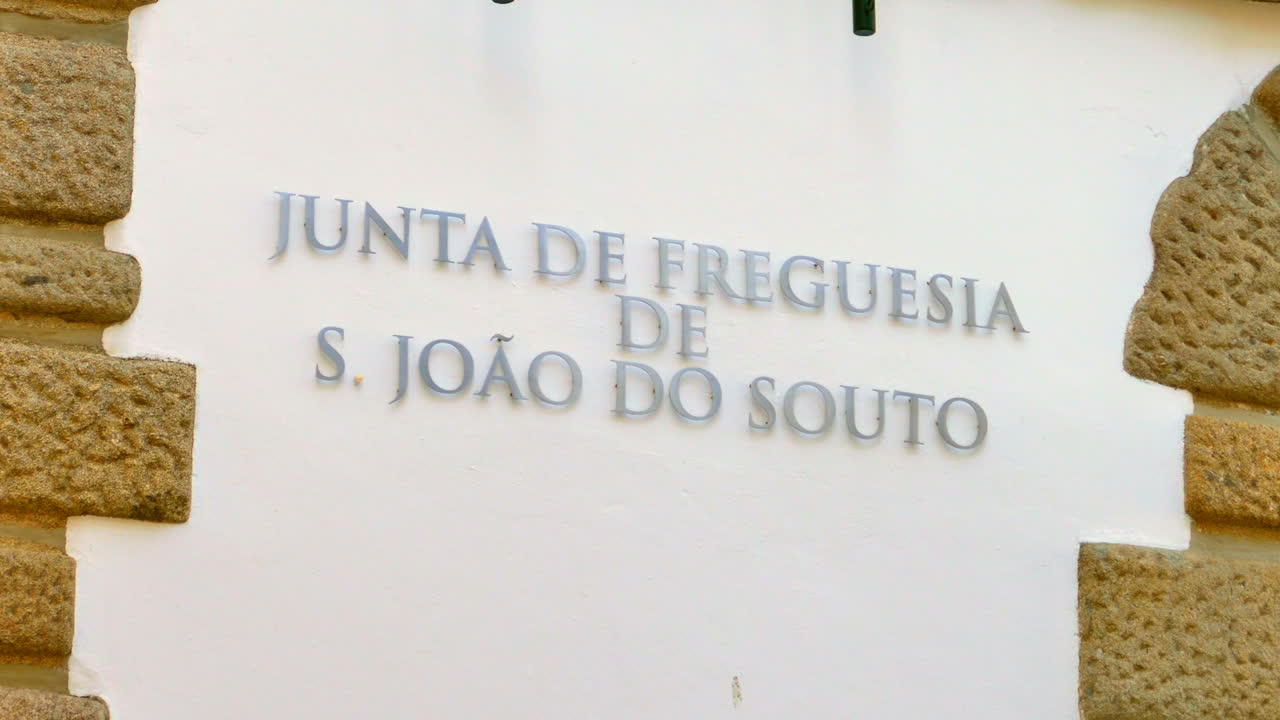 JUNTA DE FREGUESIA
DE
S. JOÃO DO SOUTO